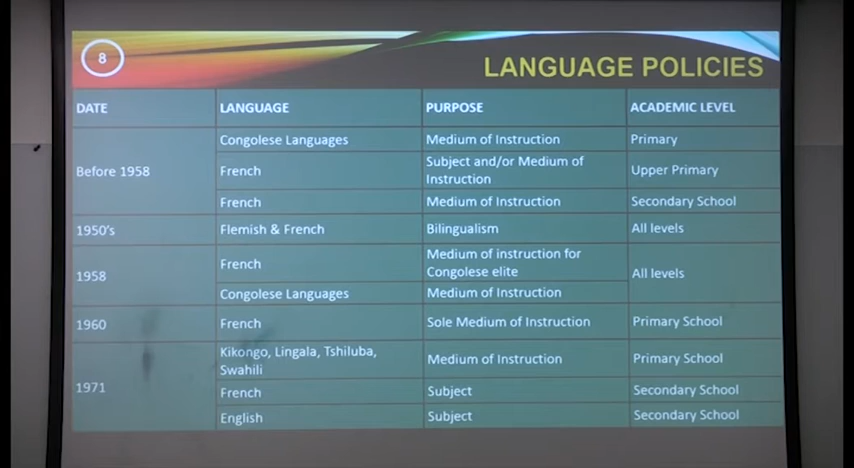 8
LANGUAGE POLICIES
DATE LANGUAGE PURPOSE ACADEMIC LEVEL
Before 1958
Congolese Languages Medium of Instruction Primary
French Subject and/or Medium of
Instruction Upper Primary
French Medium of Instruction Secondary School
1950's Flemish & French Bilingualism All levels
1958
French Medium of instruction for
Congolese elite All levels
Congolese Languages Medium of Instruction
1960 French Sole Medium of Instruction Primary School
1971
Kikongo, Lingala, Tshiluba,
Swahili Medium of Instruction Primary School
French Subject Secondary School
English Subject Secondary School